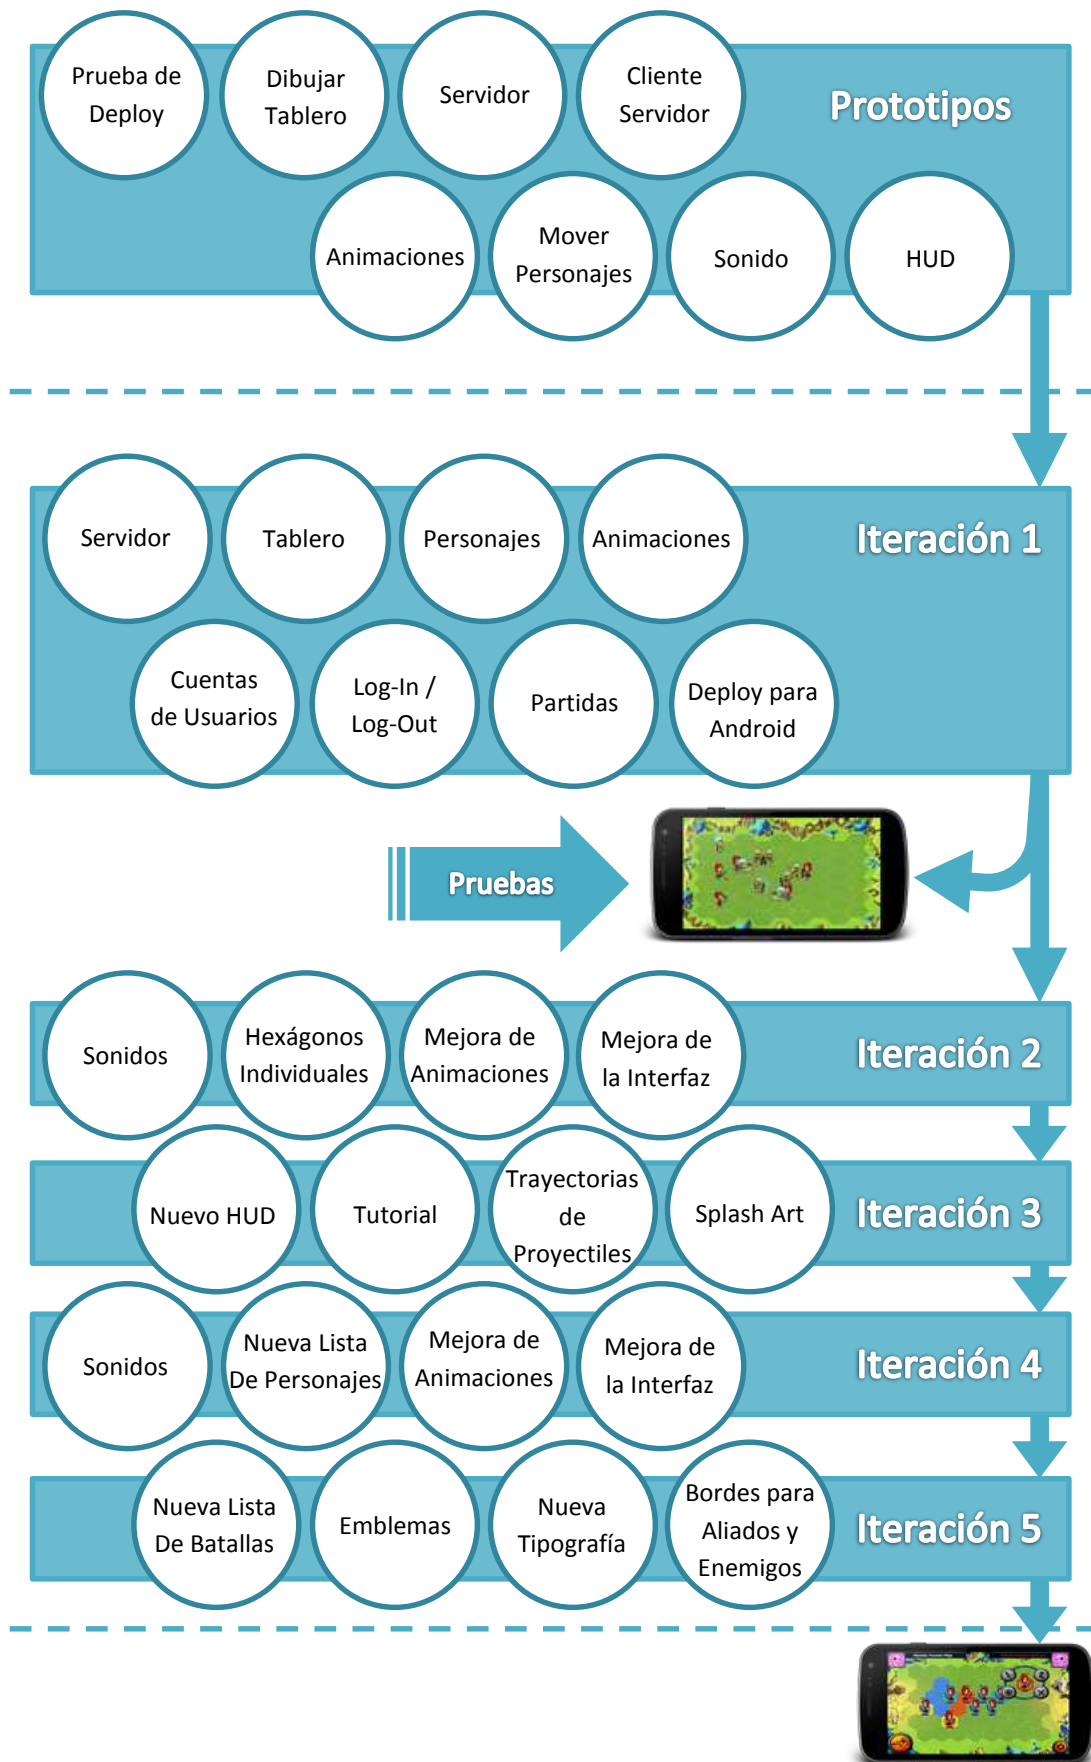 Prueba de
Deploy
Dibujar
Tablero
Servidor
Cliente
Servidor
Prototipos
Animaciones
Mover
Personajes
Sonido
HUD
Servidor
Tablero
Personajes
Animaciones
Iteración 1
Cuentas
de Usuarios
Log-In /
Log-Out
Partidas
Deploy para
Android
Pruebas
Sonidos
Hexágonos
Individuales
Mejora de
Animaciones
Mejora de
la Interfaz
Iteración 2
Nuevo HUD
Tutorial
Trayectorias
de
Proyectiles
Splash Art
Iteración 3
Sonidos
Nueva Lista
De Personajes
Mejora de
Animaciones
Mejora de
la Interfaz
Iteración 4
Nueva Lista
De Batallas
Emblemas
Nueva
Tipografía
Bordes para
Aliados y
Enemigos
Iteración 5